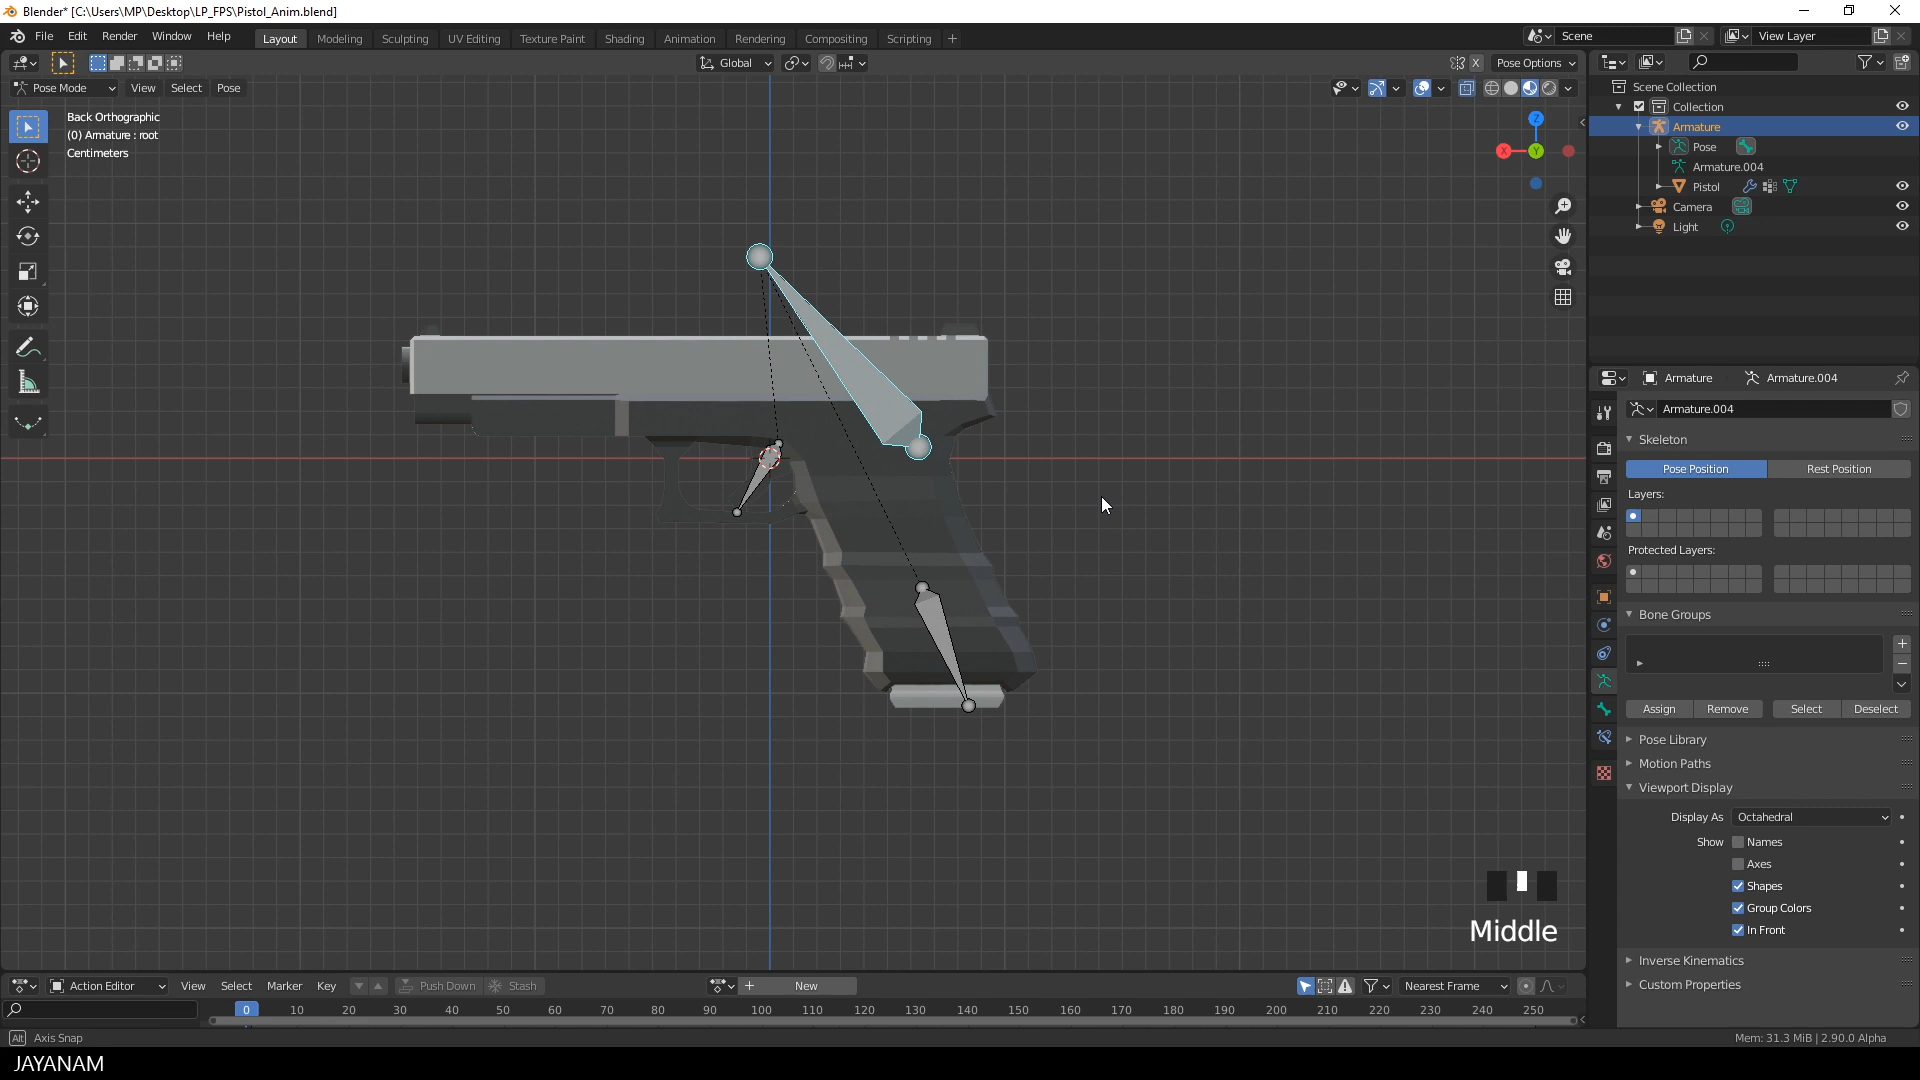 Blender* [C:\Users\MP\Desktop\LP_FPS\Pistol_Anim.blend]
File Edit Render Window Help
Layout Modeling Sculpting UV Editing Texture Paint Shading Animation Rendering Compositing Scripting +
Scene
View Layer
Global
X
Pose Options
Pose Mode View Select Pose
Back Orthographic
(0) Armature : root
Centimeters
Z
X
Y
Scene Collection
Collection
Armature
Pose
Armature.004
Pistol
Camera
Light
Armature Armature.004
Armature.004
Skeleton
Pose Position Rest Position
Layers:
Protected Layers:
Bone Groups
Assign Remove Select Deselect
Pose Library
Motion Paths
Viewport Display
Display As Octahedral
Show Names
Axes
Shapes
Group Colors
In Front
Inverse Kinematics
Custom Properties
Middle
Action Editor View Select Marker Key Push Down Stash + New Nearest Frame
0 10 20 30 40 50 60 70 80 90 100 110 120 130 140 150 160 170 180 190 200 210 220 230 240 250
Alt Axis Snap
Mem: 31.3 MiB | 2.90.0 Alpha
JAYANAM